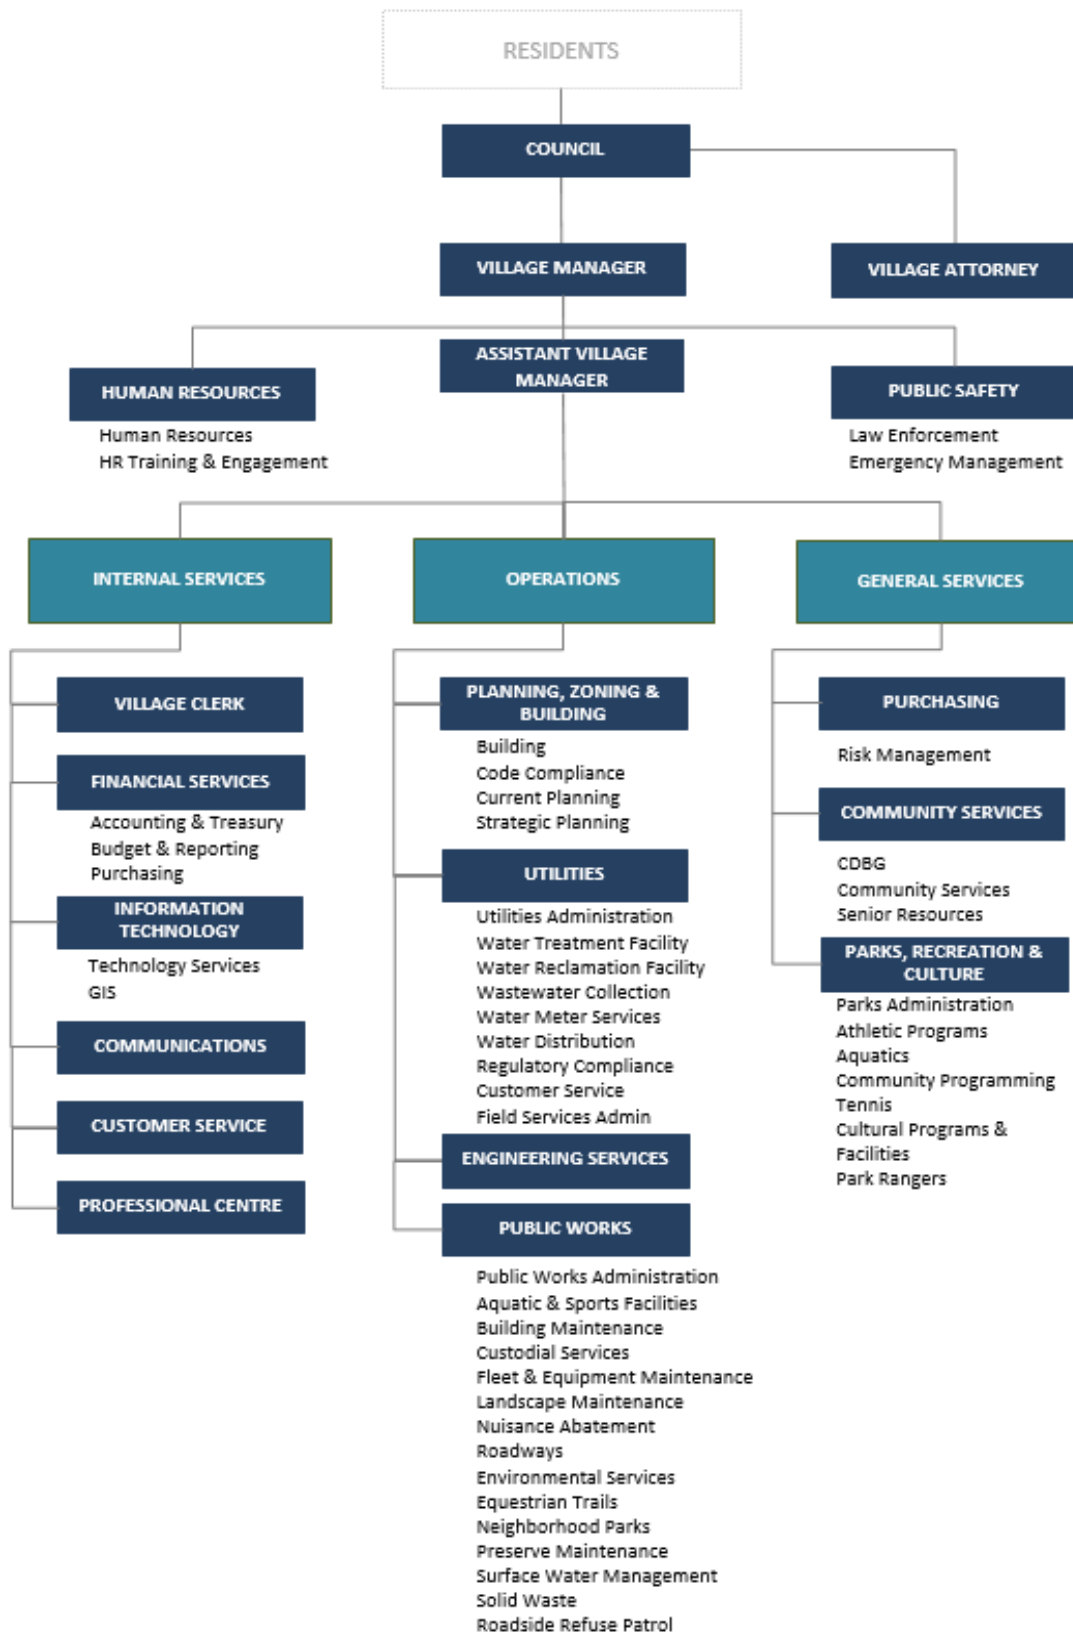 RESIDENTS
COUNCIL
VILLAGE MANAGER
VILLAGE ATTORNEY
ASSISTANT VILLAGE
MANAGER
HUMAN RESOURCES
Human Resources
HR Training & Engagement
PUBLIC SAFETY
Law Enforcement
Emergency Management
INTERNAL SERVICES
OPERATIONS
GENERAL SERVICES
VILLAGE CLERK
FINANCIAL SERVICES
Accounting & Treasury
Budget & Reporting
Purchasing
INFORMATION
TECHNOLOGY
Technology Services
GIS
COMMUNICATIONS
CUSTOMER SERVICE
PROFESSIONAL CENTRE
PLANNING, ZONING &
BUILDING
Building
Code Compliance
Current Planning
Strategic Planning
UTILITIES
Utilities Administration
Water Treatment Facility
Water Reclamation Facility
Wastewater Collection
Water Meter Services
Water Distribution
Regulatory Compliance
Customer Service
Field Services Admin
ENGINEERING SERVICES
PUBLIC WORKS
Public Works Administration
Aquatic & Sports Facilities
Building Maintenance
Custodial Services
Fleet & Equipment Maintenance
Landscape Maintenance
Nuisance Abatement
Roadways
Environmental Services
Equestrian Trails
Neighborhood Parks
Preserve Maintenance
Surface Water Management
Solid Waste
Roadside Refuse Patrol
PURCHASING
Risk Management
COMMUNITY SERVICES
CDBG
Community Services
Senior Resources
PARKS, RECREATION &
CULTURE
Parks Administration
Athletic Programs
Aquatics
Community Programming
Tennis
Cultural Programs &
Facilities
Park Rangers